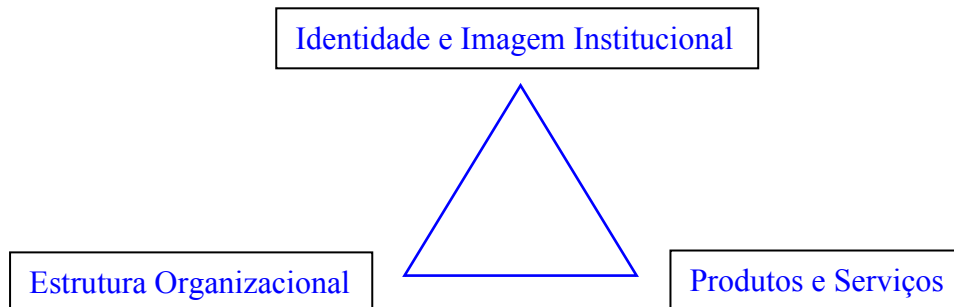 Identidade e Imagem Institucional
Estrutura Organizacional
Produtos e Serviços